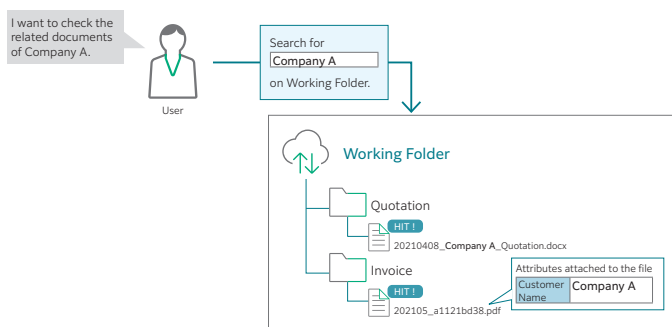 I want to check the
related documents
of Company A.
User
Search for
Company A
on Working Folder.
Working Folder
Quotation
HIT !
20210408_Company A_Quotation.docx
Invoice
HIT !
202105_a1121bd38.pdf
Attributes attached to the file
Customer
Name
Company A